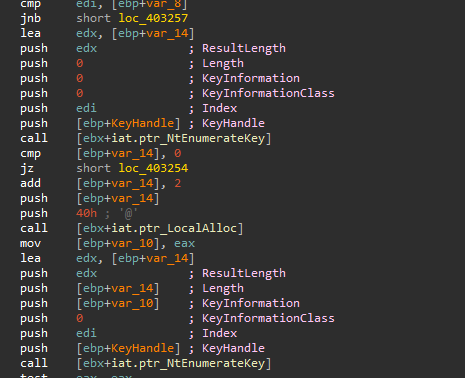 cmp edi, [ebp+var_8]
jnb short loc_403257
lea edx, [ebp+var_14]
push edx ; ResultLength
push 0 ; Length
push 0 ; KeyInformation
push 0 ; KeyInformationClass
push edi ; Index
push [ebp+KeyHandle] ; KeyHandle
call [ebx+iat.ptr_NtEnumerateKey]
cmp [ebp+var_14], 0
jz short loc_403254
add [ebp+var_14], 2
push [ebp+var_14]
push 40h ; '@'
call [ebx+iat.ptr_LocalAlloc]
mov [ebp+var_10], eax
lea edx, [ebp+var_14]
push edx ; ResultLength
push [ebp+var_14] ; Length
push [ebp+var_10] ; KeyInformation
push 0 ; KeyInformationClass
push edi ; Index
push [ebp+KeyHandle] ; KeyHandle
call [ebx+iat.ptr_NtEnumerateKey]
test eax, eax